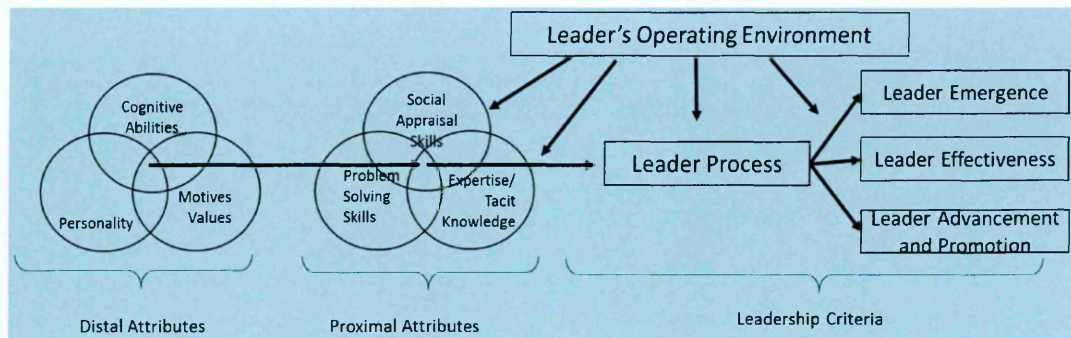 Leader's Operating Environment
Cognitive
Abilities
Personality
Motives
Values
Social
Appraisal
Skills
Problem
Solving
Skills
Expertise/
Tacit
Knowledge
Leader Process
Leader Emergence
Leader Effectiveness
Leader Advancement
and Promotion
Distal Attributes
Proximal Attributes
Leadership Criteria